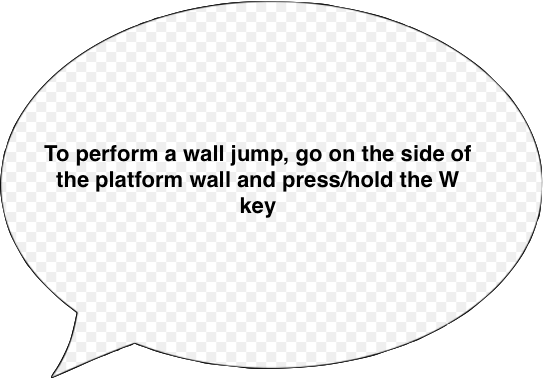 To perform a wall jump, go on the side of
the platform wall and press/hold the W
key